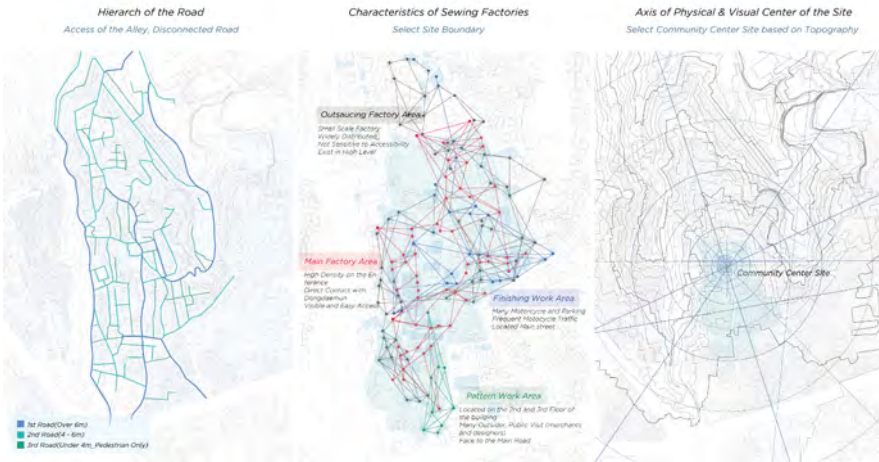 Hierarch of the Road
Access of the Alley, Disconnected Road
1st Road(Over 6m)
2nd Road(4 - 6m)
3rd Road(Under 4m_Pedestrian Only)
Characteristics of Sewing Factories
Select Site Boundary
Outsaucing Factory Area
Small Scale Factory
Widely Distributed,
Not Sensitive to Accessibility
Exist in High Level
Main Factory Area
High Density on the En
terence
Direct Contact with
Dongdaemun
Visible and Easy Access
Finishing Work Area
Many Motorcycle and Parking
Frequent Motocycle Traffic
Located Main street
Pattern Work Area
Located on the 2nd and 3rd Floor of
the building
Many Outsider, Public Visit (merchants
and designers)
Face to the Main Road
Axis of Physical & Visual Center of the Site
Select Community Center Site based on Topography
Community Center Site